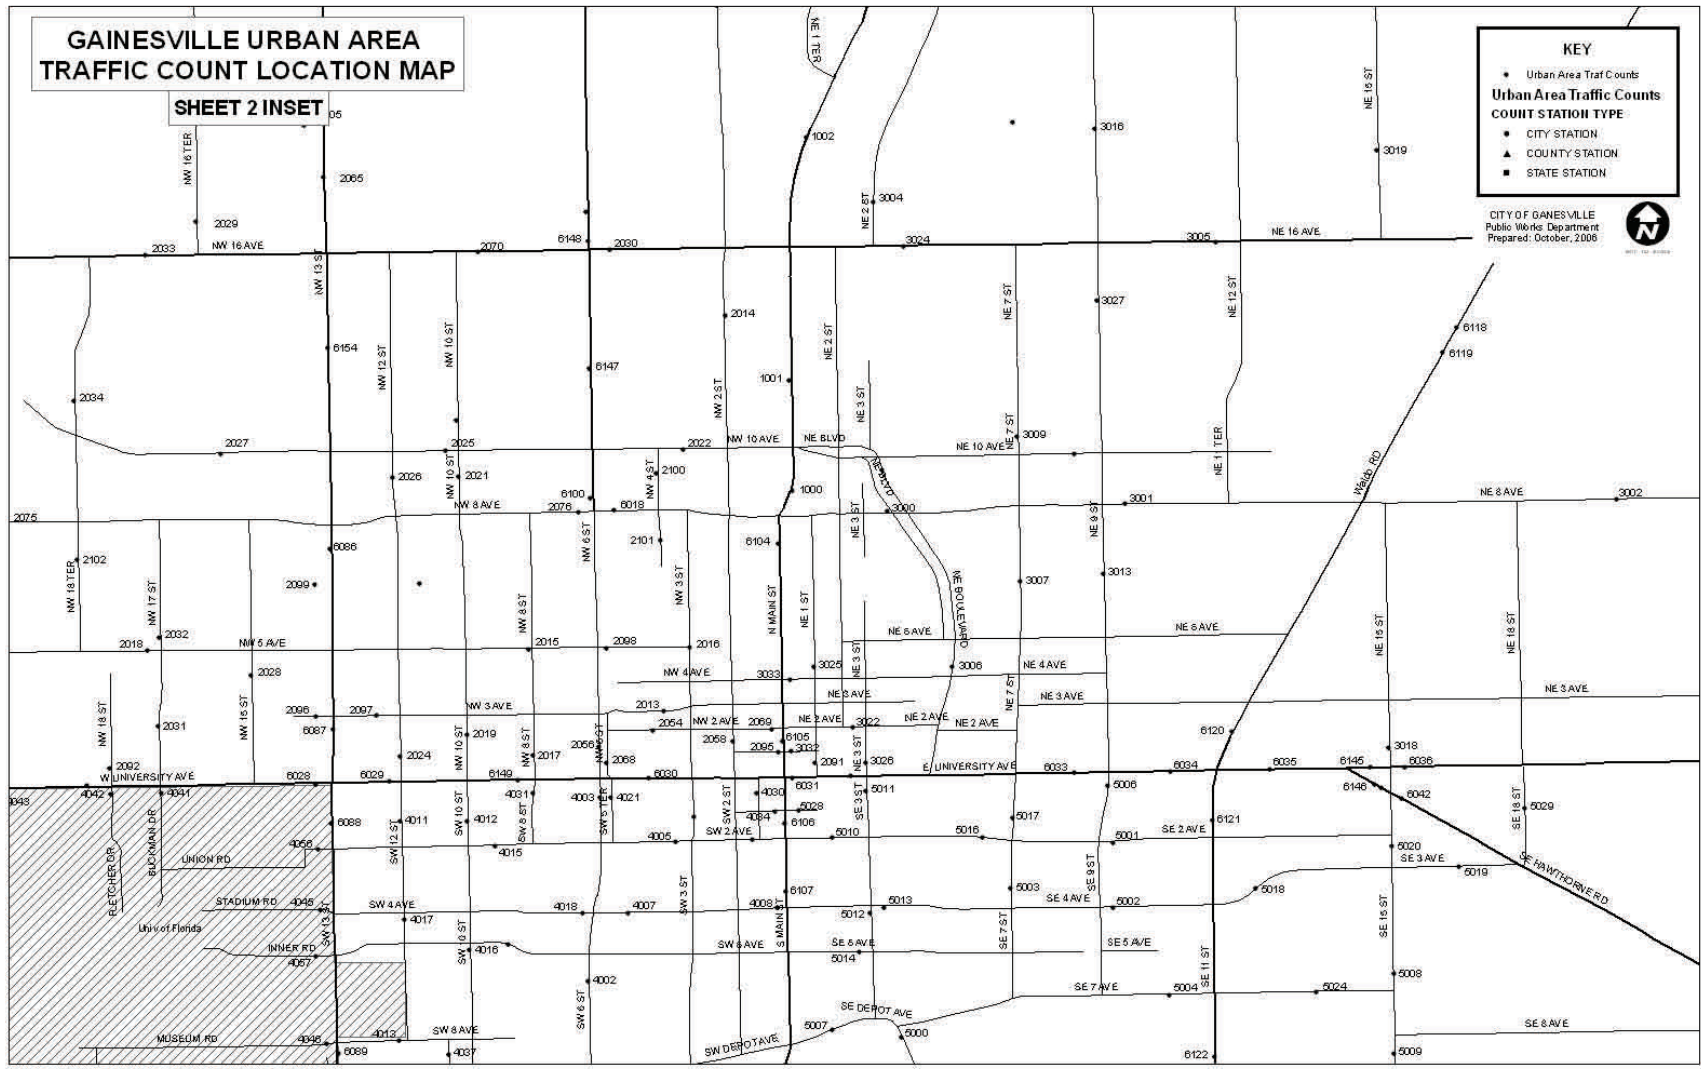 GAINESVILLE URBAN AREA
TRAFFIC COUNT LOCATION MAP
SHEET 2 INSET
05
KEY
Urban Area Traf Counts
Urban Area Traffic Counts
COUNT STATION TYPE
CITY STATION
COUNTY STATION
STATE STATION
CITY OF GANESVILLE
Public Works Department
Prepared: October, 2006
N
NE 1 TER
NE 15 ST
NW 16 TER
1002
3016
3019
2065
3004
NE 2 ST
2029
2033
NW 16 AVE
2070
6148
2030
3024
3005
NE 16 AVE
NW 13 ST
2014
3027
NE 7 ST
NE 12 ST
6118
6119
6154
NW 12 ST
NW 10 ST
6147
NW 2 ST
1001
NE 2 ST
NE 3 ST
2034
2027
2025
2022
NW 10 AVE
NE BLVD
NE 10 AVE
NE 7 ST
3009
NE 11 TER
Waldo RD
2026
NW 10 ST
2021
NW 4 ST
2100
NE BLVD
6100
1000
2075
NW 8 AVE
2076
6018
3000
3001
NE 8 AVE
3002
NE 3 ST
NE 9 ST
6086
NW 6 ST
2101
6104
2102
NW 18 TER
2099
NW 17 ST
NW 8 ST
NW 3 ST
N MAIN ST
NE 1 ST
NE BOULEVARD
3007
3013
2032
2018
NW 5 AVE
2015
2098
2016
NE 6 AVE
NE 6 AVE
NE 15 ST
NE 18 ST
2028
NW 4 AVE
3033
3025
NE 3 ST
3006
NE 4 AVE
NW 18 ST
NW 15 ST
2096
2097
NW 3 AVE
2013
NE 3 AVE
NE 7 ST
NE 3 AVE
NE 3 AVE
2031
6087
2019
2054
NW 2 AVE
2069
NE 2 AVE
3022
NE 2 AVE
NE 2 AVE
6120
2024
NW 10 ST
NW 8 ST
2017
2056
NW 6 ST
2068
2058
6105
2095
3032
2091
NE 3 ST
3026
3018
2092
W UNIVERSITY AVE
6028
6029
6149
6030
6031
E UNIVERSITY AVE
6033
6034
6035
6145
6036
4043
4042
4041
4031
4003
4021
4030
SE 3 ST
5011
5006
6146
6042
SW 5 TER
SW 2 ST
5028
4084
6088
4011
SW 10 ST
4012
SW 8 ST
6106
5017
6121
SE 18 ST
5029
FLETCHER DR
BUCKMAN DR
SW 12 ST
4056
4015
4005
SW 2 AVE
5010
5016
5001
SE 2 AVE
5020
UNION RD
SE 3 AVE
5019
SE HAWTHORNE RD
SW 3 ST
6107
5003
SE 9 ST
5018
STADIUM RD
4045
SW 4 AVE
4018
4007
4008
5013
SE 4 AVE
5002
SW 13 ST
4017
SW 10 ST
S MAIN ST
5012
SE 7 ST
SE 15 ST
Univ of Florida
INNER RD
4057
4016
SW 6 AVE
SE 6 AVE
5014
SE 5 AVE
SE 11 ST
4002
SW 6 ST
5008
SE 7 AVE
5004
5024
SE DEPOT AVE
MUSEUM RD
4046
4013
SW 8 AVE
5007
5000
SE 8 AVE
SW DEPOT AVE
6089
4037
6122
5009